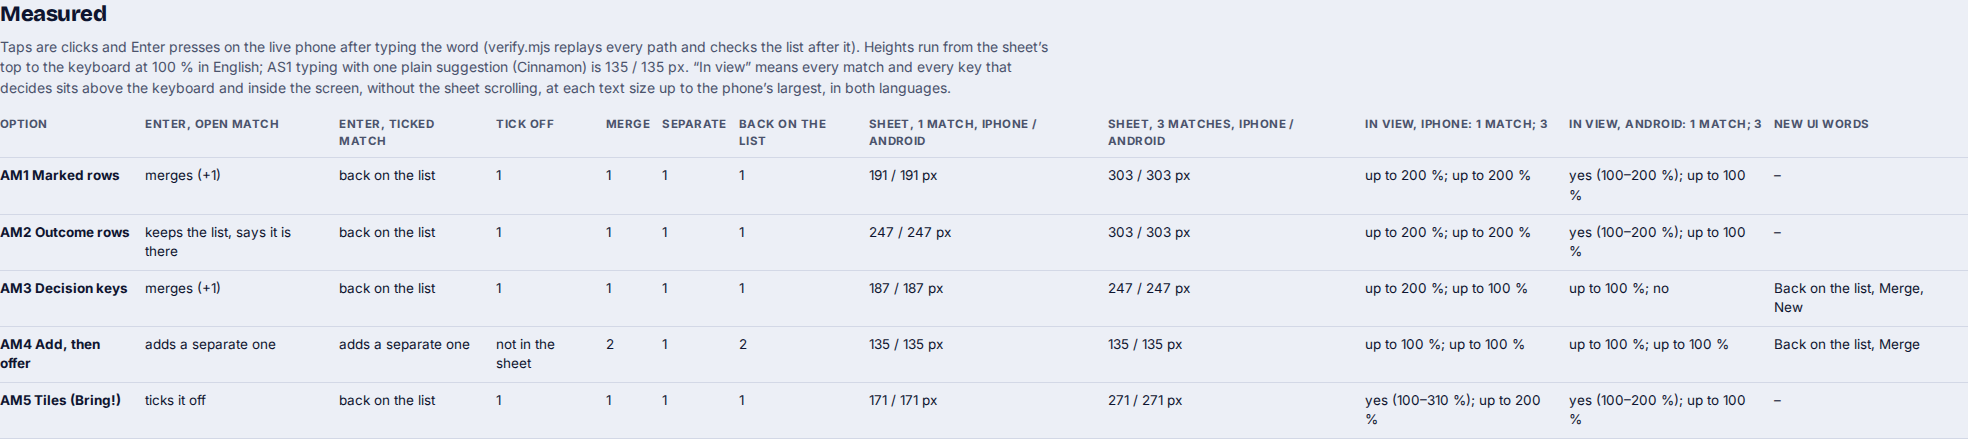 Measured
Taps are clicks and Enter presses on the live phone after typing the word (verify.mjs replays every path and checks the list after it). Heights run from the sheet’s
top to the keyboard at 100 % in English; AS1 typing with one plain suggestion (Cinnamon) is 135 / 135 px. “In view” means every match and every key that
decides sits above the keyboard and inside the screen, without the sheet scrolling, at each text size up to the phone’s largest, in both languages.
OPTION ENTER, OPEN MATCH ENTER, TICKED TICK OFF MERGE SEPARATE BACK ON THE SHEET, 1 MATCH, IPHONE / SHEET, 3 MATCHES, IPHONE / IN VIEW, IPHONE: 1 MATCH; 3 IN VIEW, ANDROID: 1 MATCH; 3 NEW UI WORDS
MATCH LIST ANDROID ANDROID
AM1 Marked rows merges (+1) back on the list 1 1 1 1 191 / 191 px 303 / 303 px up to 200 %; up to 200 % yes (100–200 %); up to 100 –
%
AM2 Outcome rows keeps the list, says it is back on the list 1 1 1 1 247 / 247 px 303 / 303 px up to 200 %; up to 200 % yes (100–200 %); up to 100 –
there %
AM3 Decision keys merges (+1) back on the list 1 1 1 1 187 / 187 px 247 / 247 px up to 200 %; up to 100 % up to 100 %; no Back on the list, Merge,
New
AM4 Add, then adds a separate one adds a separate one not in the 2 1 2 135 / 135 px 135 / 135 px up to 100 %; up to 100 % up to 100 %; up to 100 % Back on the list, Merge
offer sheet
AM5 Tiles (Bring!) ticks it off back on the list 1 1 1 1 171 / 171 px 271 / 271 px yes (100–310 %); up to 200 yes (100–200 %); up to 100 –
% %